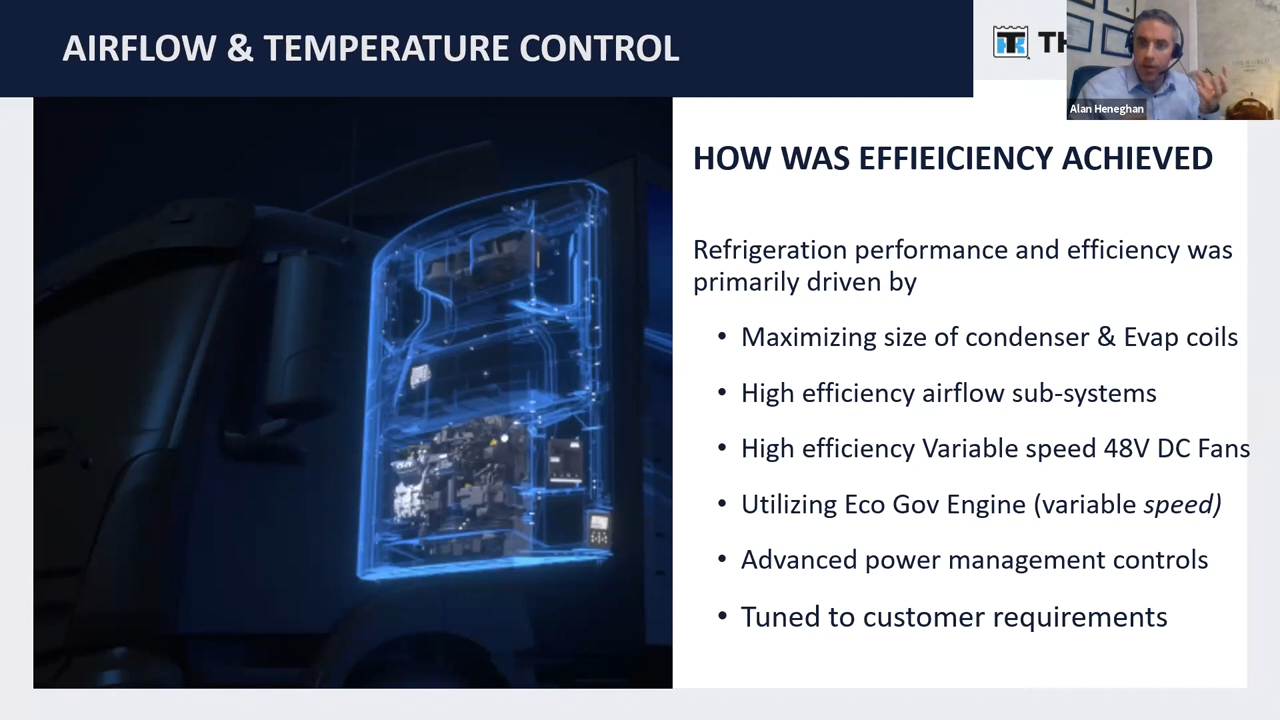 AIRFLOW & TEMPERATURE CONTROL
TH
Alan Heneghan
HOW WAS EFFIEICIENCY ACHIEVED
Refrigeration performance and efficiency was
primarily driven by
• Maximizing size of condenser & Evap coils
• High efficiency airflow sub-systems
• High efficiency Variable speed 48V DC Fans
• Utilizing Eco Gov Engine (variable speed)
• Advanced power management controls
• Tuned to customer requirements